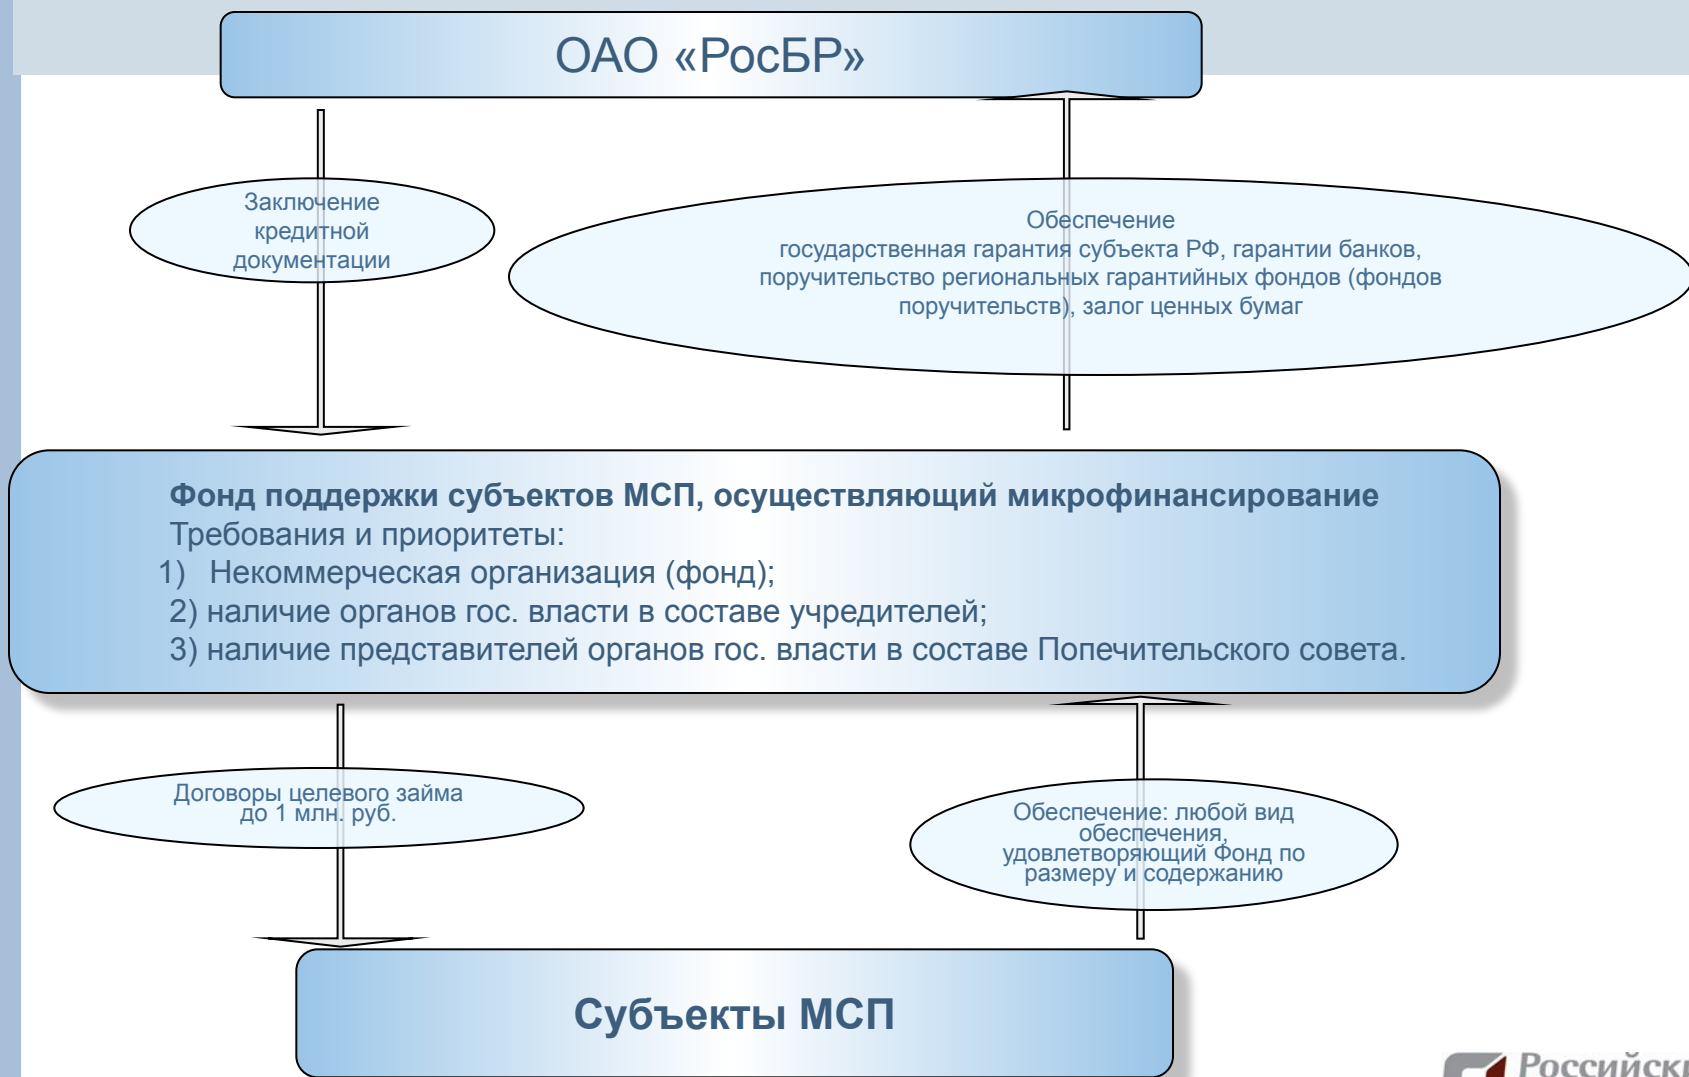 ОАО «РосБР»
Заключение
кредитной
документации
Обеспечение
государственная гарантия субъекта РФ, гарантии банков,
поручительство региональных гарантийных фондов (фондов
поручительств), залог ценных бумаг
Фонд поддержки субъектов МСП, осуществляющий микрофинансирование
Требования и приоритеты:
1) Некоммерческая организация (фонд);
2) наличие органов гос. власти в составе учредителей;
3) наличие представителей органов гос. власти в составе Попечительского совета.
Договоры целевого займа
до 1 млн. руб.
Обеспечение: любой вид
обеспечения,
удовлетворяющий Фонд по
размеру и содержанию
Субъекты МСП